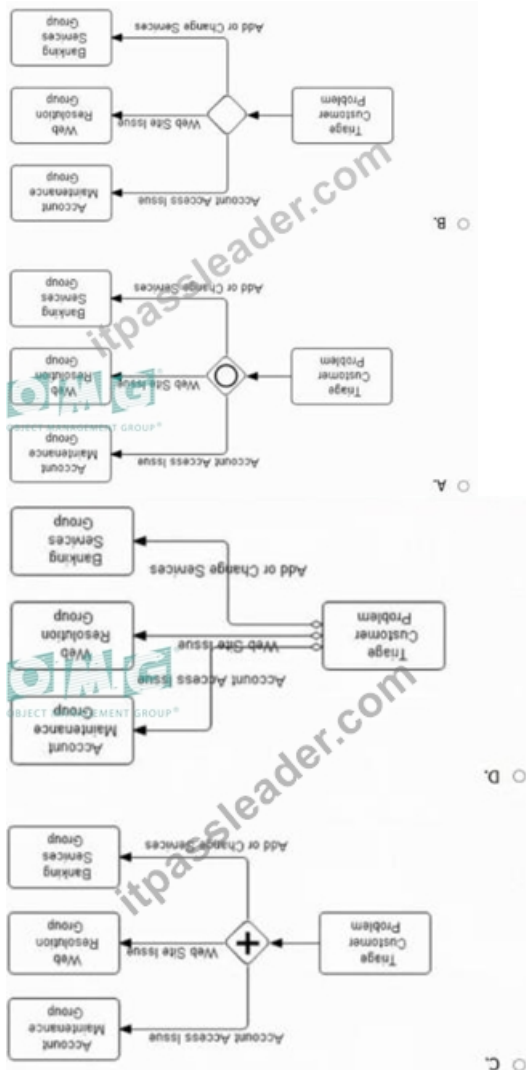 C.
Account Access Issue
Account
Maintenance
Group
Triage
Customer
Problem
Web Site Issue
Web
Resolution
Group
Add or Change Services
Banking
Services
Group
D.
Account
Maintenance
Group
Account Access Issue
Triage
Customer
Problem
Web Site Issue
Web
Resolution
Group
Add or Change Services
Banking
Services
Group
A.
Account Access Issue
Account
Maintenance
Group
Triage
Customer
Problem
Web Site Issue
Web
Resolution
Group
Add or Change Services
Banking
Services
Group
B.
Account Access Issue
Account
Maintenance
Group
Triage
Customer
Problem
Web Site Issue
Web
Resolution
Group
Add or Change Services
Banking
Services
Group
itpassleader.com
OMG
OBJECT MANAGEMENT GROUP®
itpassleader.com
OMG
OBJECT MANAGEMENT GROUP®